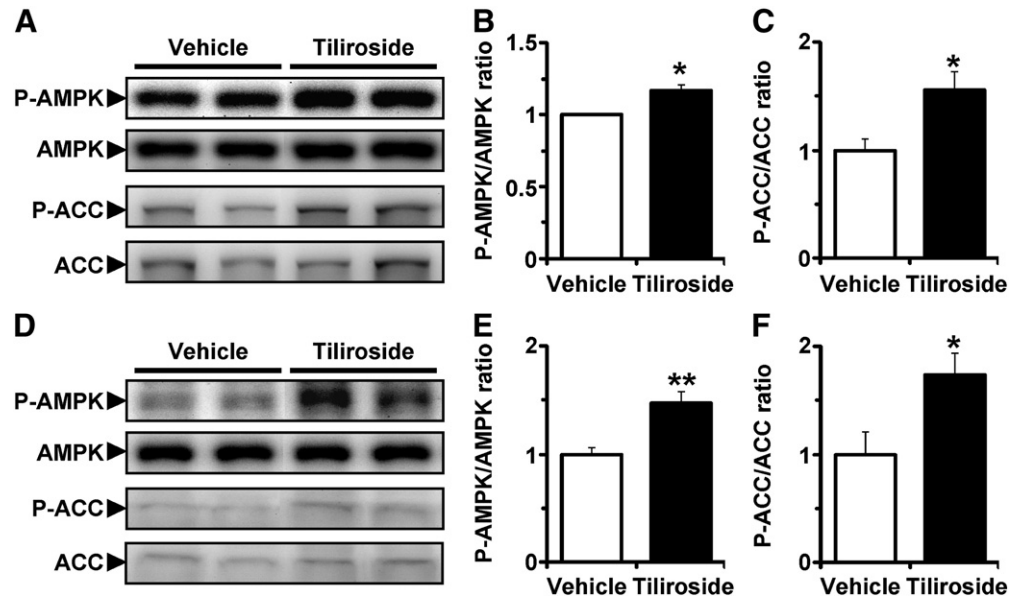 A
Vehicle Tiliroside
P-AMPK
AMPK
P-ACC
ACC
B
P-AMPK/AMPK ratio
1.5
1
0.5
0
*
Vehicle Tiliroside
C
P-ACC/ACC ratio
2
1
0
*
Vehicle Tiliroside
D
Vehicle Tiliroside
P-AMPK
AMPK
P-ACC
ACC
E
P-AMPK/AMPK ratio
2
1
0
**
Vehicle Tiliroside
F
P-ACC/ACC ratio
2
1
0
*
Vehicle Tiliroside